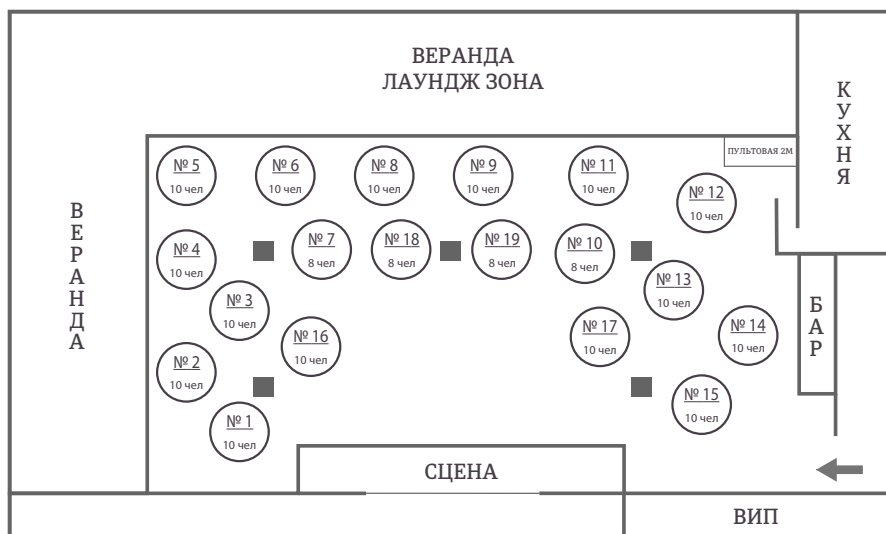 ВЕРАНДА
ЛАУНДЖ ЗОНА
КУХНЯ
ПУЛЬТОВАЯ 2М
№ 5
10 чел
№ 6
10 чел
№ 8
10 чел
№ 9
10 чел
№ 11
10 чел
№ 12
10 чел
ВЕРАНДА
№ 4
10 чел
№ 7
8 чел
№ 18
8 чел
№ 19
8 чел
№ 10
8 чел
№ 13
10 чел
№ 3
10 чел
№ 16
10 чел
№ 17
10 чел
№ 14
10 чел
БАР
№ 2
10 чел
№ 1
10 чел
№ 15
10 чел
СЦЕНА
ВИП